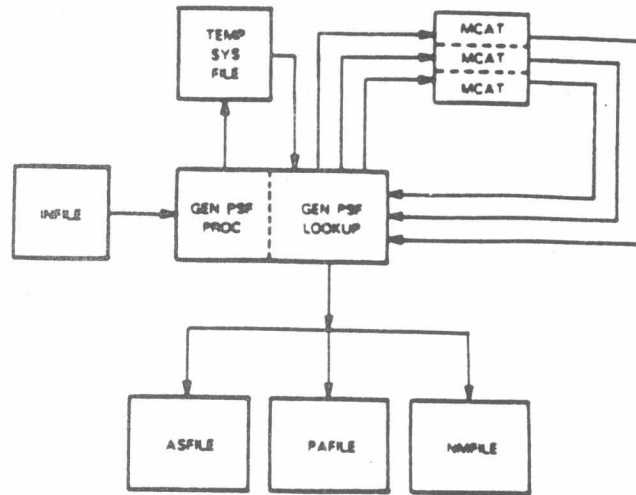 TEMP
SYS
FILE
MCAT
MCAT
MCAT
INFILE
GEN PSF
PROC
GEN PSF
LOOKUP
ASFILE
PAFILE
NMFILE